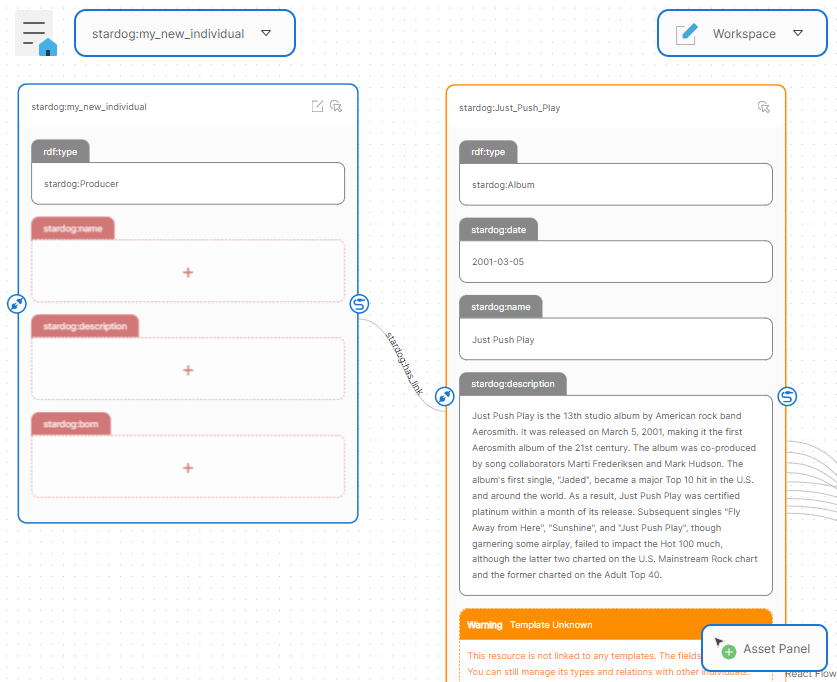 stardog:my_new_individual
Workspace
stardog:my_new_individual
rdf:type
stardog:Producer
stardog:name
+
stardog:description
+
stardog:born
+
stardog:has_link
stardog:Just_Push_Play
rdf:type
stardog:Album
stardog:date
2001-03-05
stardog:name
Just Push Play
stardog:description
Just Push Play is the 13th studio album by American rock band
Aerosmith. It was released on March 5, 2001, making it the first
Aerosmith album of the 21st century. The album was co-produced
by song collaborators Marti Frederiksen and Mark Hudson. The
album's first single, "Jaded", became a major Top 10 hit in the U.S.
and around the world. As a result, Just Push Play was certified
platinum within a month of its release. Subsequent singles "Fly
Away from Here", "Sunshine", and "Just Push Play", though
garnering some airplay, failed to impact the Hot 100 much,
although the latter two charted on the U.S. Mainstream Rock chart
and the former charted on the Adult Top 40.
Warning Template Unknown
This resource is not linked to any templates. The fields
You can still manage its types and relations with other individuals.
Asset Panel
React Flow